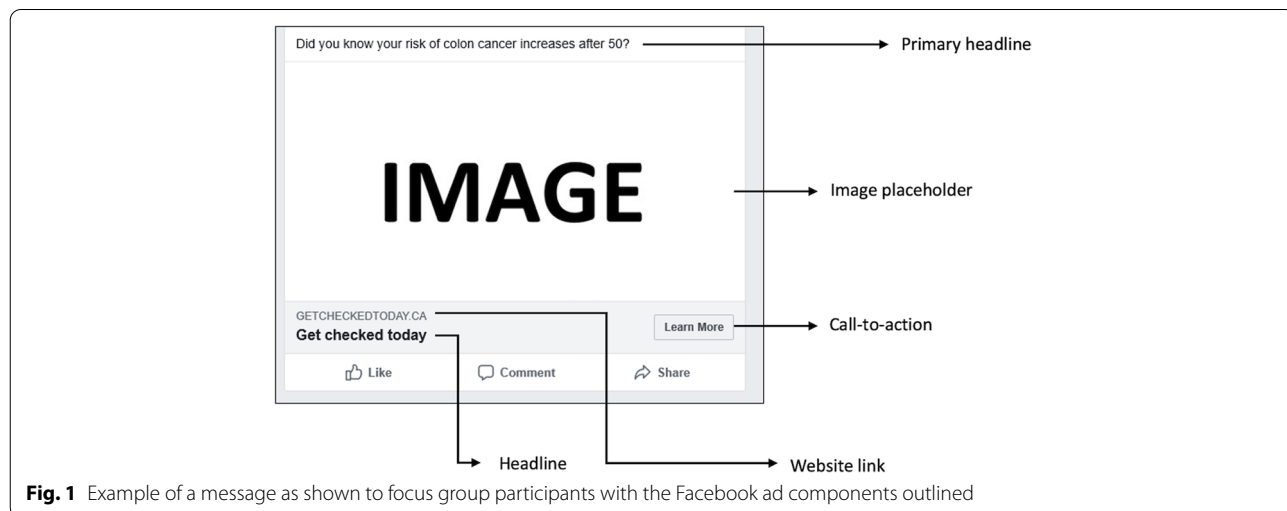 Did you know your risk of colon cancer increases after 50?
Primary headline
IMAGE
Image placeholder
GETCHECKEDTODAY.CA
Get checked today
Learn More
Call-to-action
Like
Comment
Share
Headline
Website link
Fig. 1 Example of a message as shown to focus group participants with the Facebook ad components outlined